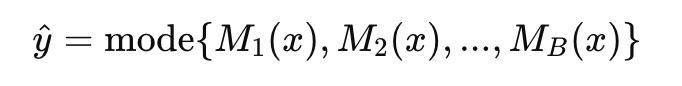 ŷ = mode{M₁(x), M₂(x), ..., M_B(x)}